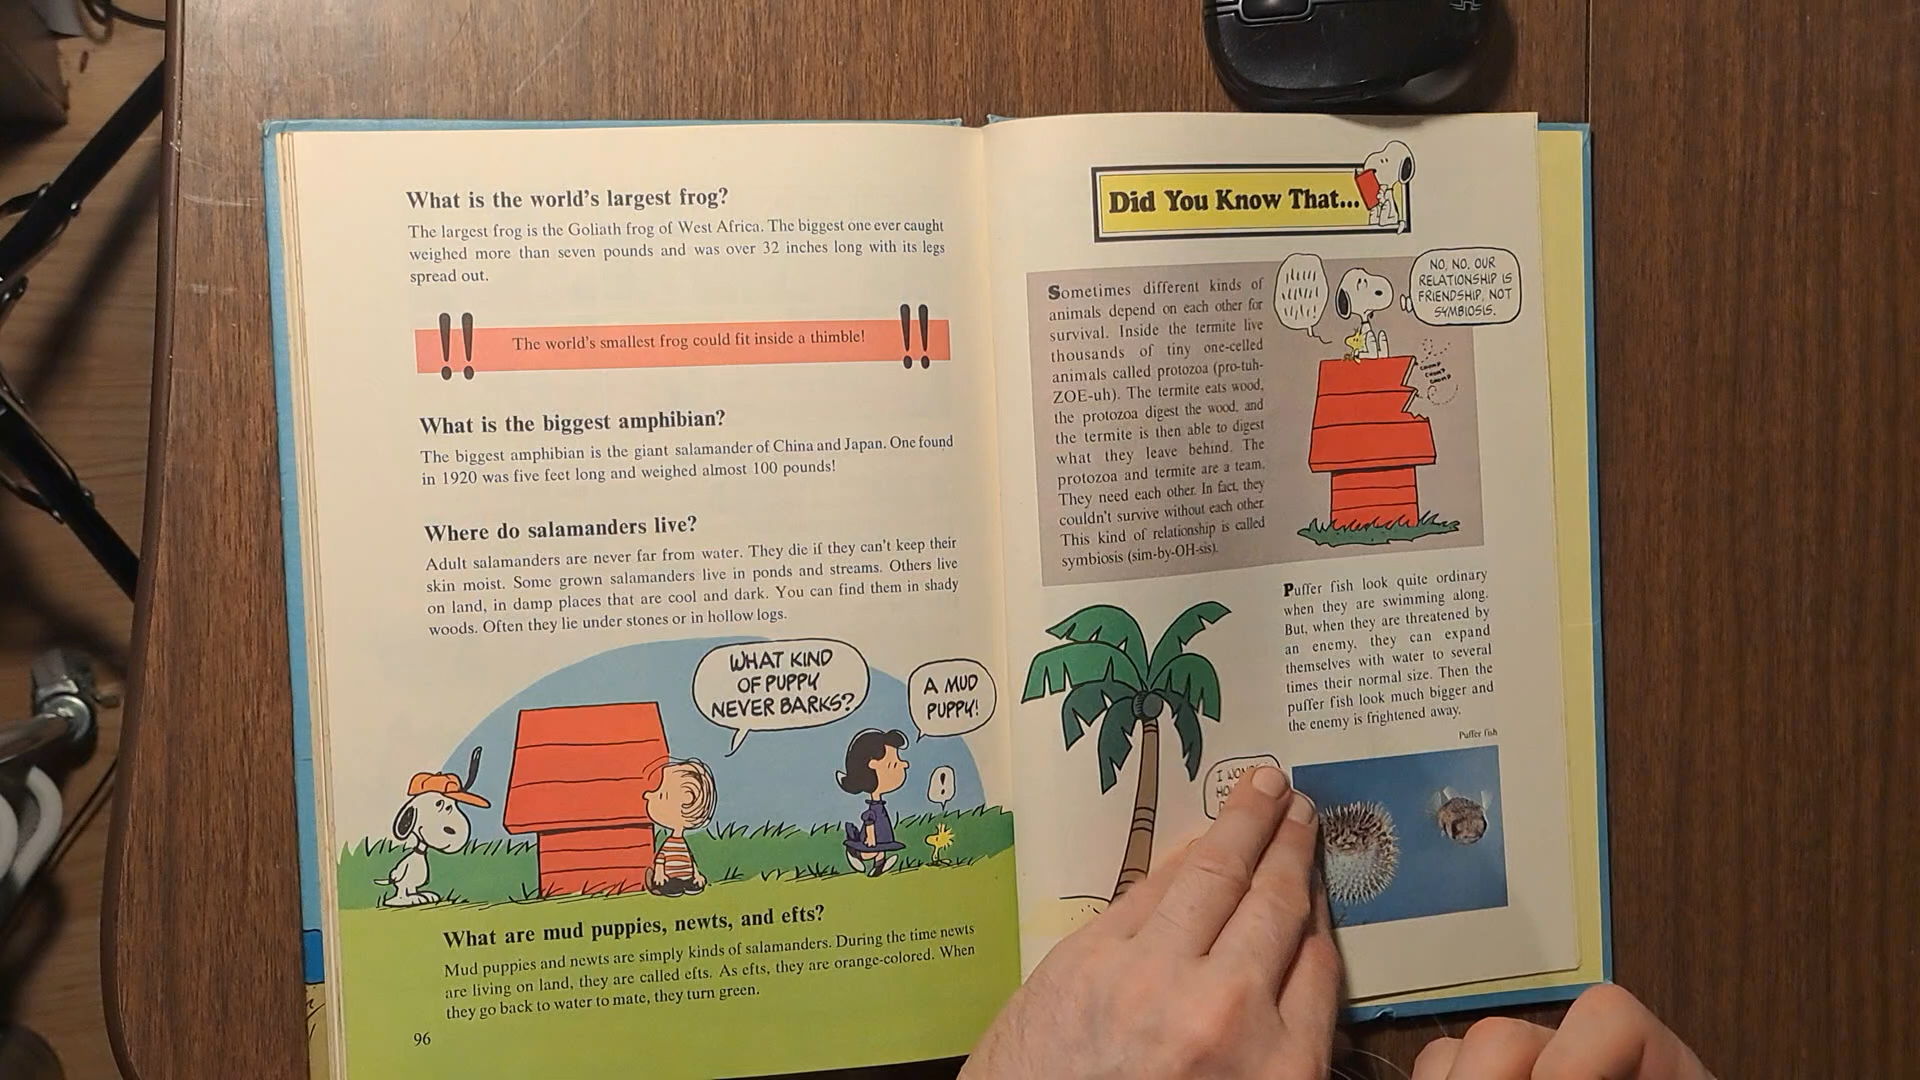 What is the world's largest frog?
The largest frog is the Goliath frog of West Africa. The biggest one ever caught
weighed more than seven pounds and was over 32 inches long with its legs
spread out.
!! The world's smallest frog could fit inside a thimble! !!
What is the biggest amphibian?
The biggest amphibian is the giant salamander of China and Japan. One found
in 1920 was five feet long and weighed almost 100 pounds!
Where do salamanders live?
Adult salamanders are never far from water. They die if they can't keep their
skin moist. Some grown salamanders live in ponds and streams. Others live
on land, in damp places that are cool and dark. You can find them in shady
woods. Often they lie under stones or in hollow logs.
WHAT KIND
OF PUPPY
NEVER BARKS?
A MUD
PUPPY!
!
What are mud puppies, newts, and efts?
Mud puppies and newts are simply kinds of salamanders. During the time newts
are living on land, they are called efts. As efts, they are orange-colored. When
they go back to water to mate, they turn green.
96
Did You Know That...
Sometimes different kinds of
animals depend on each other for
survival. Inside the termite live
thousands of tiny one-celled
animals called protozoa (pro-tuh-
ZOE-uh). The termite eats wood,
the protozoa digest the wood, and
the termite is then able to digest
what they leave behind. The
protozoa and termite are a team.
They need each other. In fact, they
couldn't survive without each other.
This kind of relationship is called
symbiosis (sim-by-OH-sis).
NO, NO, OUR
RELATIONSHIP IS
FRIENDSHIP, NOT
SYMBIOSIS.
CHOMP
CHOMP
CHOMP
Puffer fish look quite ordinary
when they are swimming along.
But, when they are threatened by
an enemy, they can expand
themselves with water to several
times their normal size. Then the
puffer fish look much bigger and
the enemy is frightened away.
Puffer fish
I